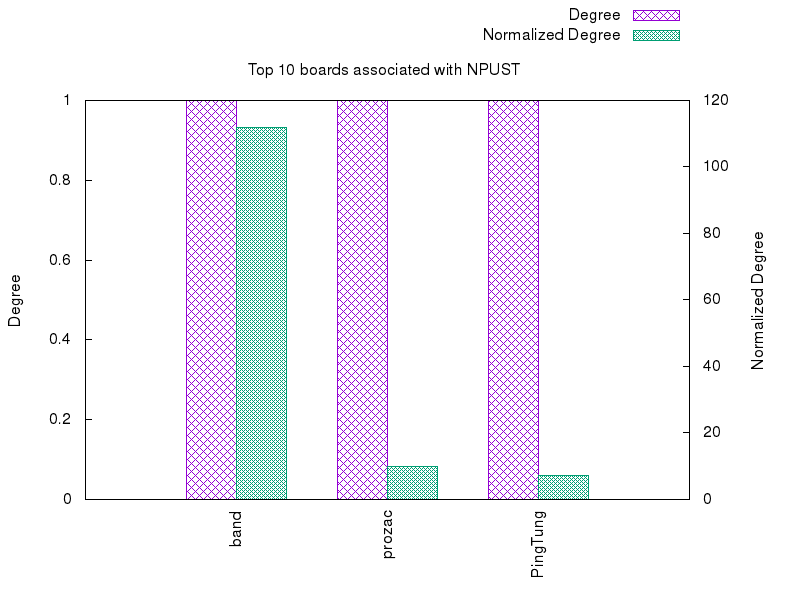 Degree
Normalized Degree
Top 10 boards associated with NPUST
1
0.8
0.6
0.4
0.2
0
120
100
80
60
40
20
0
Degree
Normalized Degree
band
prozac
PingTung